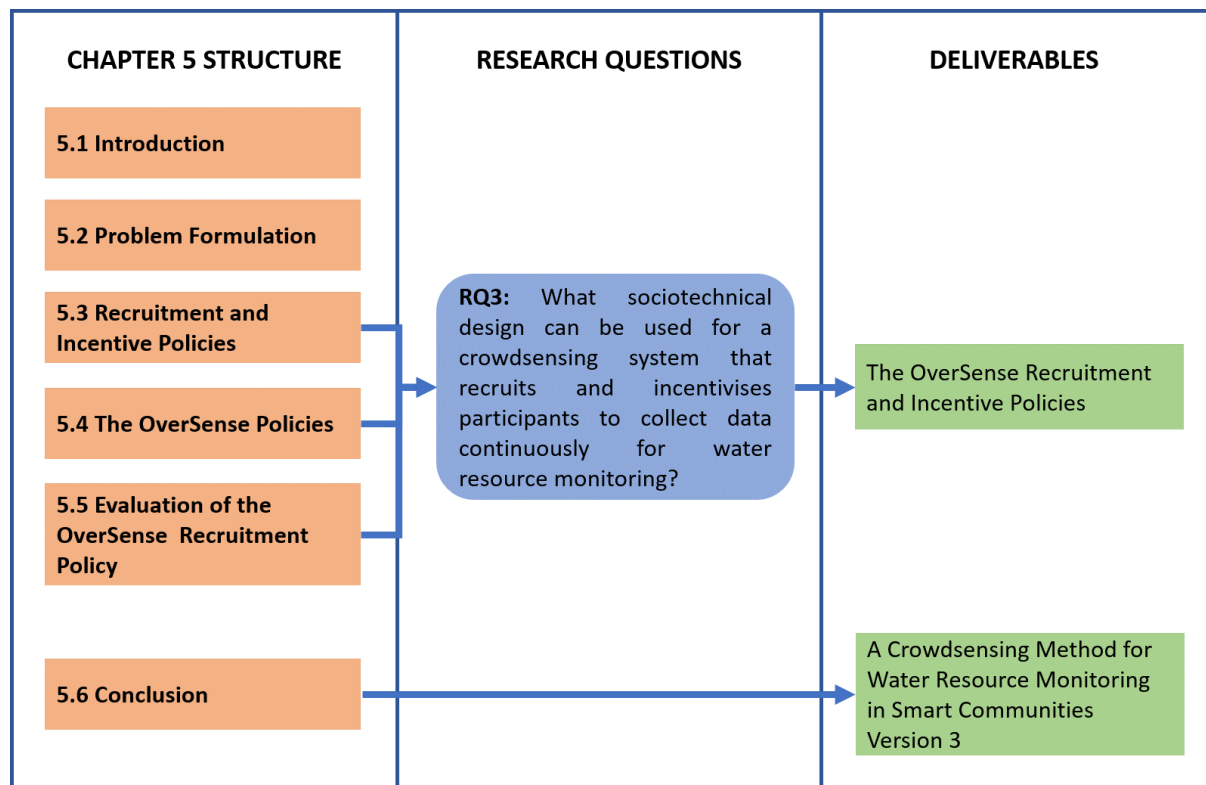 CHAPTER 5 STRUCTURE
RESEARCH QUESTIONS
DELIVERABLES
5.1 Introduction
5.2 Problem Formulation
5.3 Recruitment and
Incentive Policies
5.4 The OverSense Policies
5.5 Evaluation of the
OverSense Recruitment
Policy
5.6 Conclusion
RQ3: What sociotechnical
design can be used for a
crowdsensing system that
recruits and incentivises
participants to collect data
continuously for water
resource monitoring?
The OverSense Recruitment
and Incentive Policies
A Crowdsensing Method for
Water Resource Monitoring
in Smart Communities
Version 3